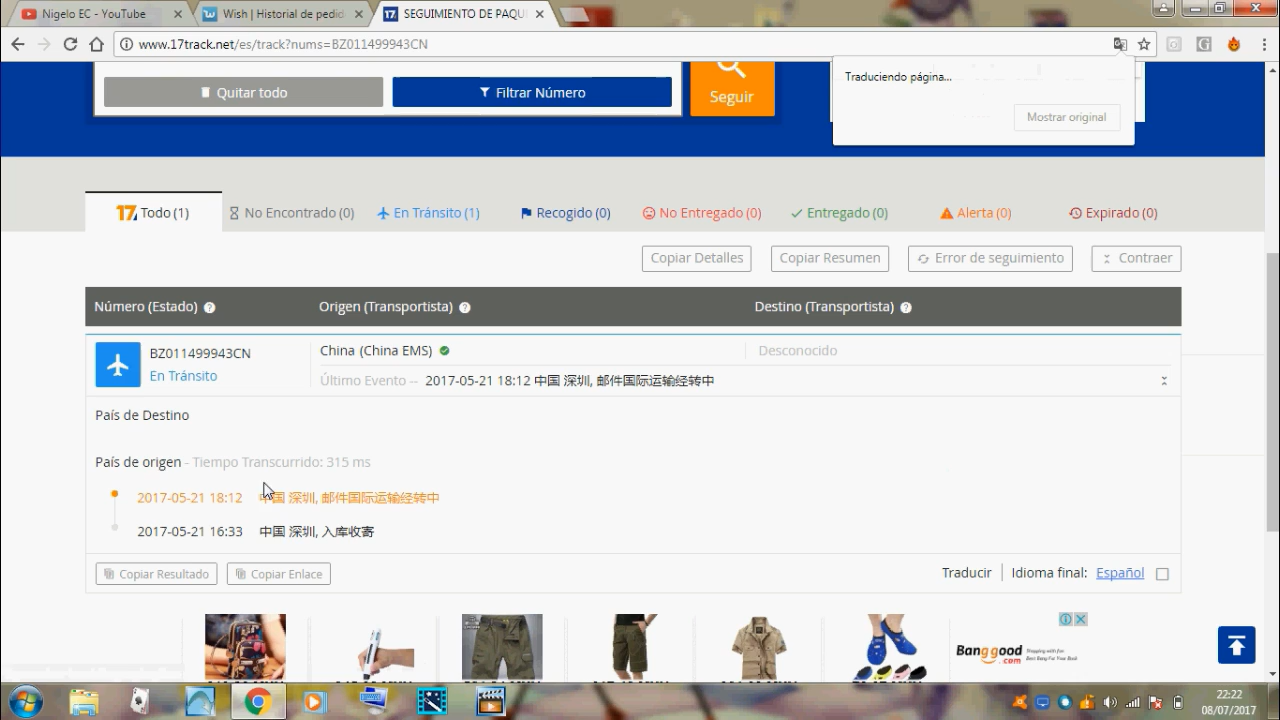 Nigelo EC - YouTube
Wish | Historial de pedid
SEGUIMIENTO DE PAQU
www.17track.net/es/track?nums=BZ011499943CN
Traduciendo página...
Mostrar original
Quitar todo
Filtrar Número
Seguir
17 Todo (1)
No Encontrado (0)
En Tránsito (1)
Recogido (0)
No Entregado (0)
Entregado (0)
Alerta (0)
Expirado (0)
Copiar Detalles
Copiar Resumen
Error de seguimiento
Contraer
Número (Estado)
Origen (Transportista)
Destino (Transportista)
BZ011499943CN
En Tránsito
China (China EMS)
Desconocido
Último Evento -- 2017-05-21 18:12 中国 深圳, 邮件国际运输经转中
País de Destino
País de origen - Tiempo Transcurrido: 315 ms
2017-05-21 18:12 中国 深圳, 邮件国际运输经转中
2017-05-21 16:33 中国 深圳, 入库收寄
Copiar Resultado
Copiar Enlace
Traducir
Idioma final: Español
Banggood.com
22:22
08/07/2017